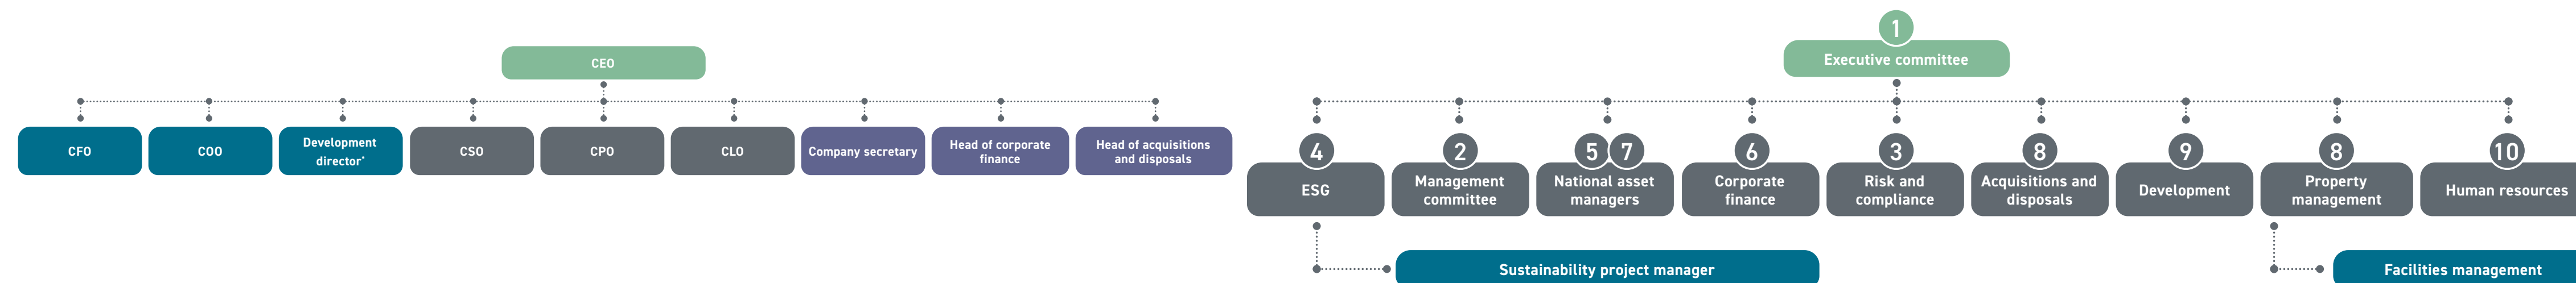 CEO
CFO
COO
Development
director*
CSO
CPO
CLO
Company secretary
Head of corporate
finance
Head of acquisitions
and disposals
1
Executive committee
4
ESG
2
Management
committee
5 7
National asset
managers
6
Corporate
finance
3
Risk and
compliance
8
Acquisitions and
disposals
9
Development
8
Property
management
10
Human resources
Sustainability project manager
Facilities management